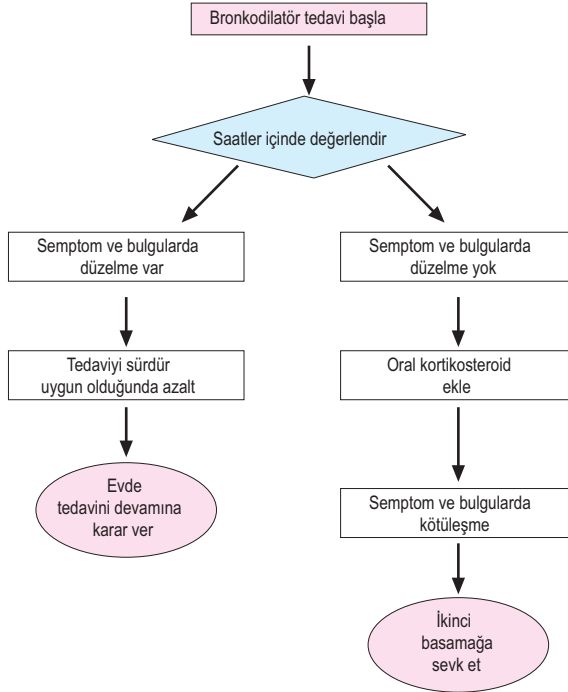 Bronkodilatör tedavi başla
Saatler içinde değerlendir
Semptom ve bulgularda
düzelme var
Semptom ve bulgularda
düzelme yok
Tedaviyi sürdür
uygun olduğunda azalt
Oral kortikosteroid
ekle
Evde
tedavini devamına
karar ver
Semptom ve bulgularda
kötüleşme
İkinci
basamağa
sevk et